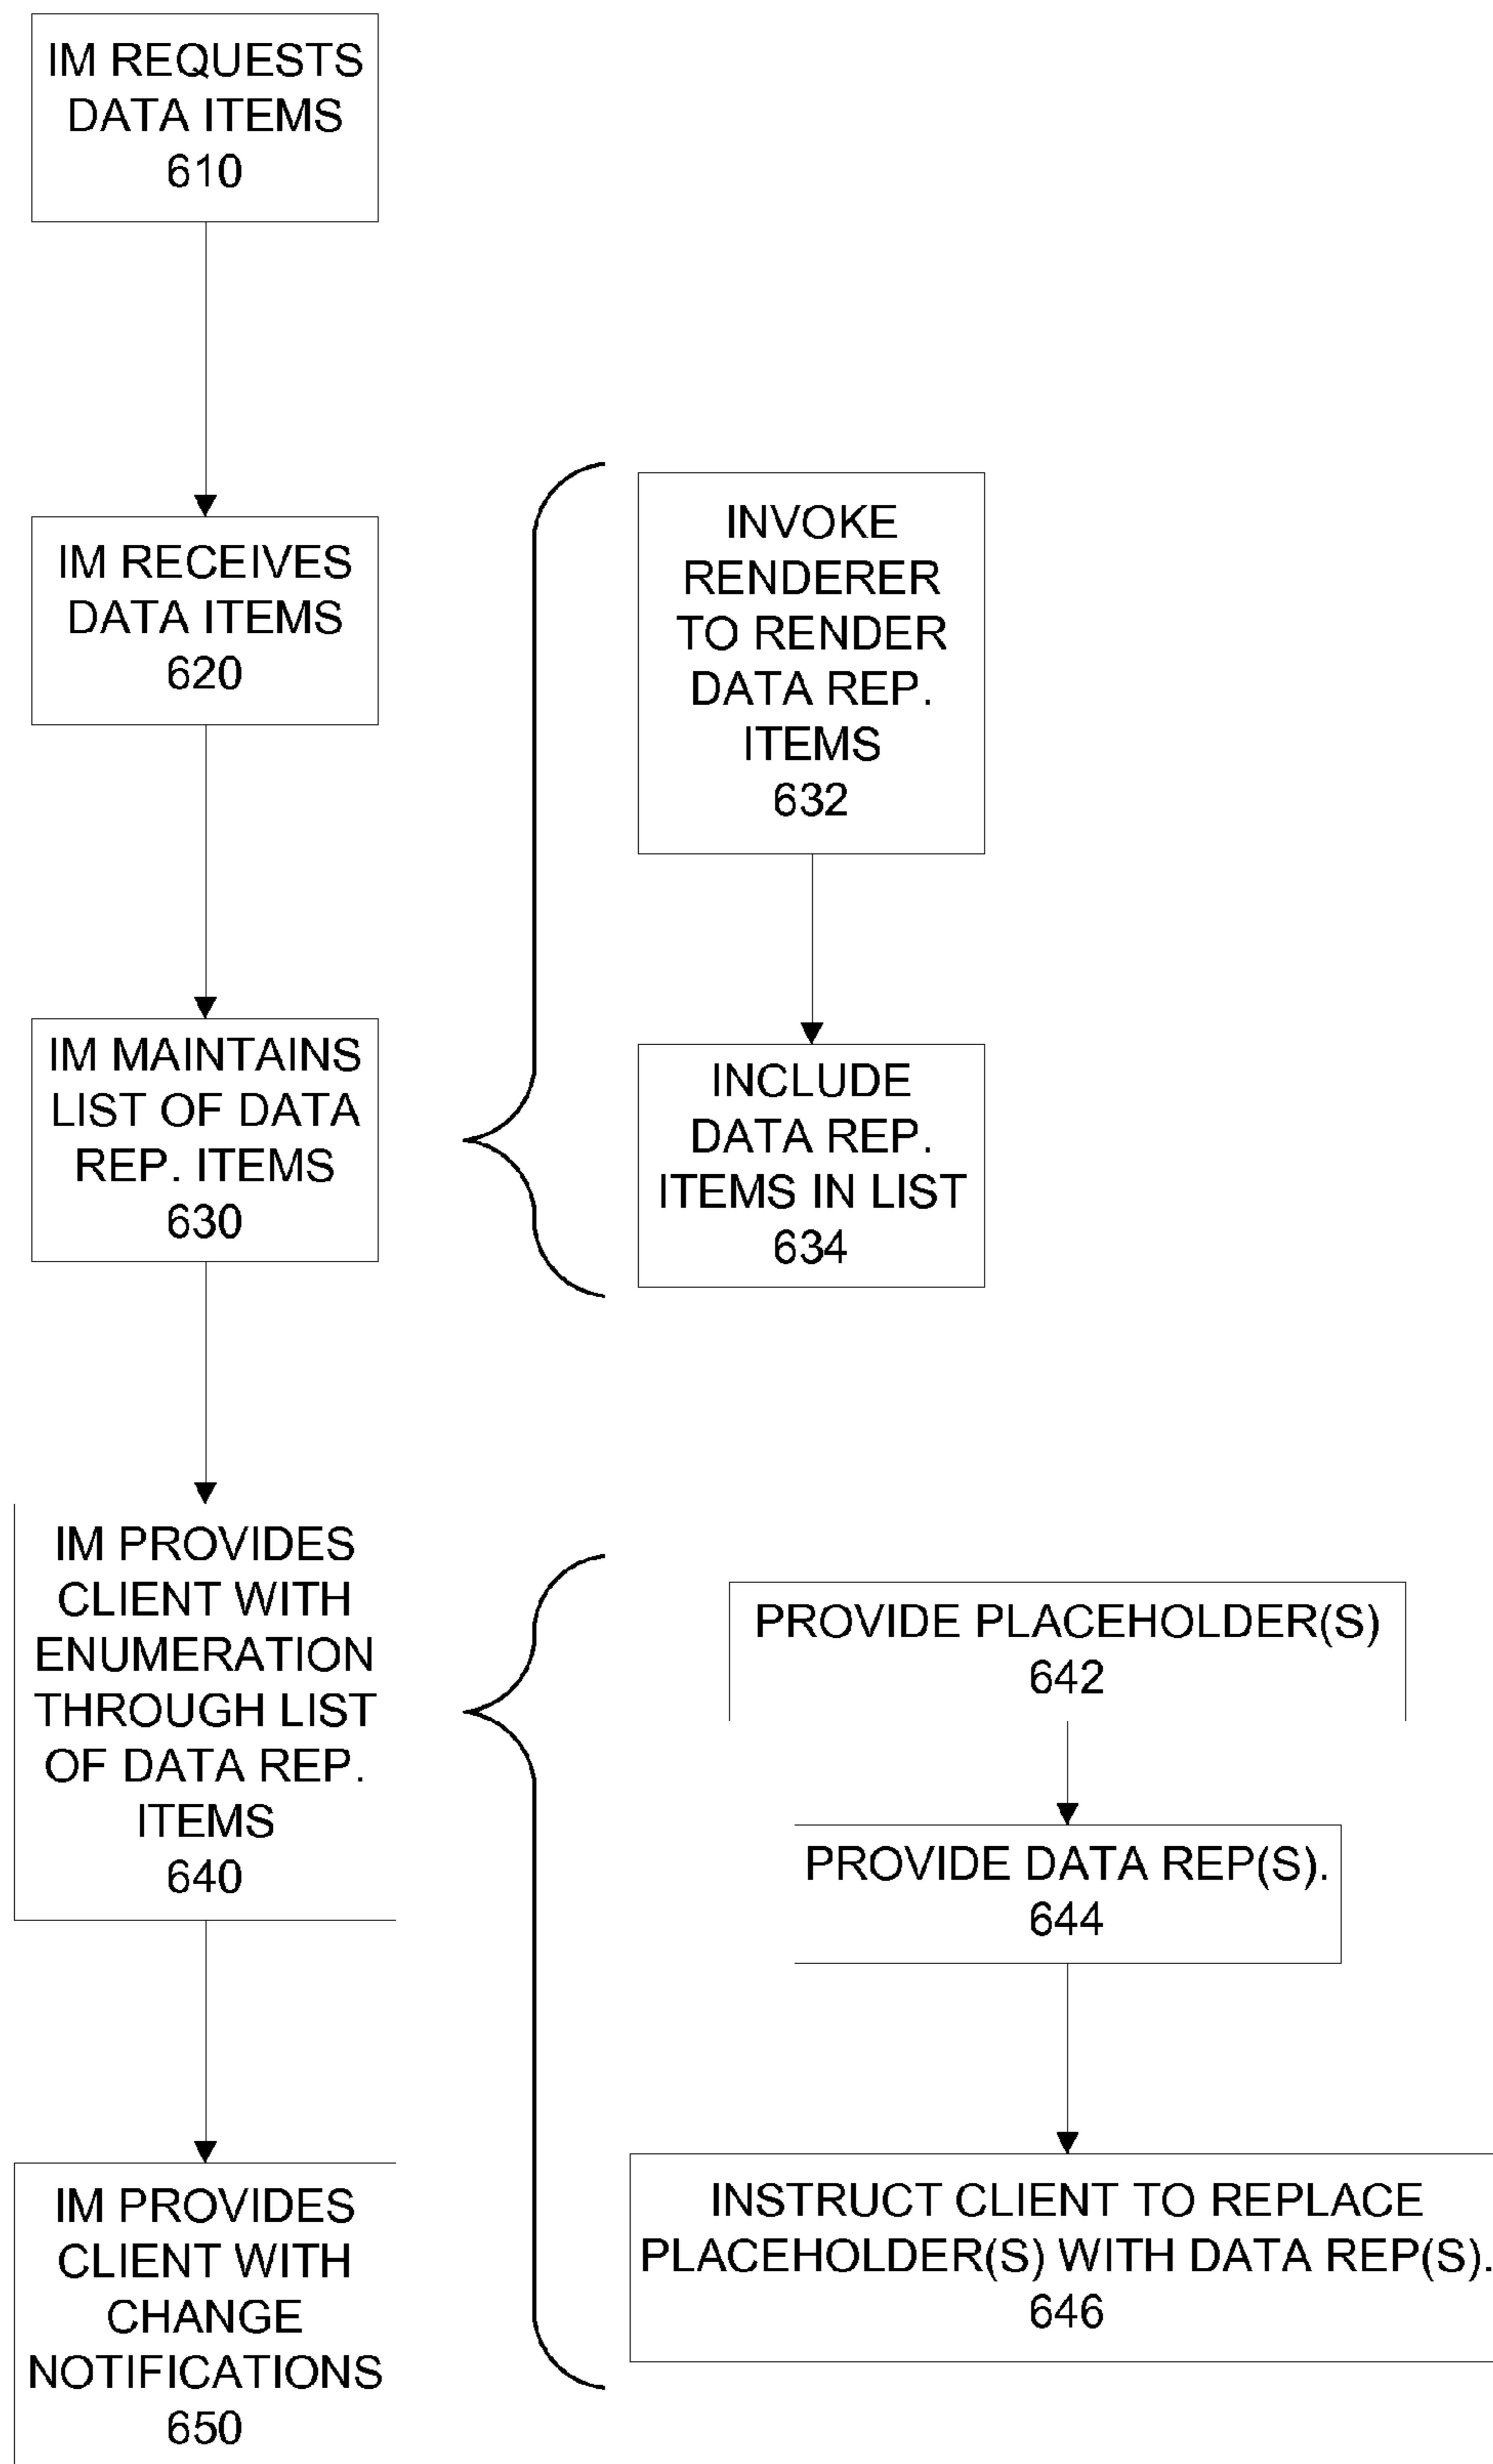 IM REQUESTS
DATA ITEMS
610
IM RECEIVES
DATA ITEMS
620
IM MAINTAINS
LIST OF DATA
REP. ITEMS
630
INVOKE
RENDERER
TO RENDER
DATA REP.
ITEMS
632
INCLUDE
DATA REP.
ITEMS IN LIST
634
IM PROVIDES
CLIENT WITH
ENUMERATION
THROUGH LIST
OF DATA REP.
ITEMS
640
PROVIDE PLACEHOLDER(S)
642
PROVIDE DATA REP(S).
644
INSTRUCT CLIENT TO REPLACE
PLACEHOLDER(S) WITH DATA REP(S).
646
IM PROVIDES
CLIENT WITH
CHANGE
NOTIFICATIONS
650